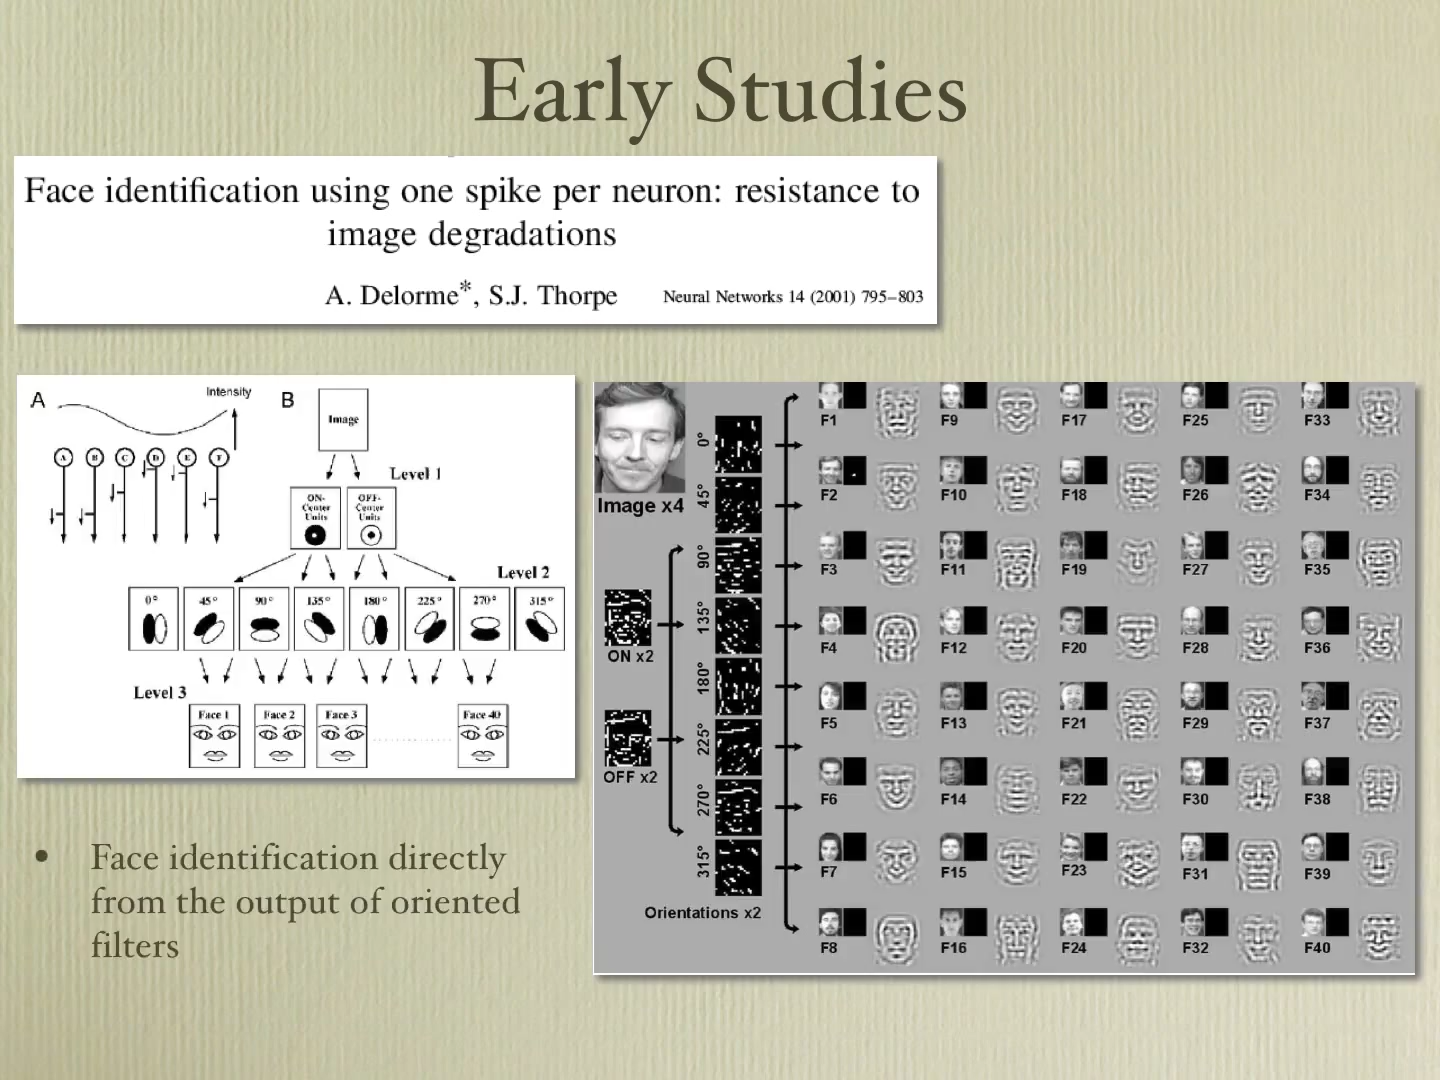 Early Studies
Face identification using one spike per neuron: resistance to
image degradations
A. Delorme*, S.J. Thorpe
Neural Networks 14 (2001) 795–803
A
Intensity
A B C D E F
B
Image
Level 1
ON-
Center
Units
OFF-
Center
Units
Level 2
0° 45° 90° 135° 180° 225° 270° 315°
Level 3
Face 1 Face 2 Face 3 Face 40
• Face identification directly
from the output of oriented
filters
Image x4
ON x2
OFF x2
0°
45°
90°
135°
180°
225°
270°
315°
Orientations x2
F1 F9 F17 F25 F33
F2 F10 F18 F26 F34
F3 F11 F19 F27 F35
F4 F12 F20 F28 F36
F5 F13 F21 F29 F37
F6 F14 F22 F30 F38
F7 F15 F23 F31 F39
F8 F16 F24 F32 F40